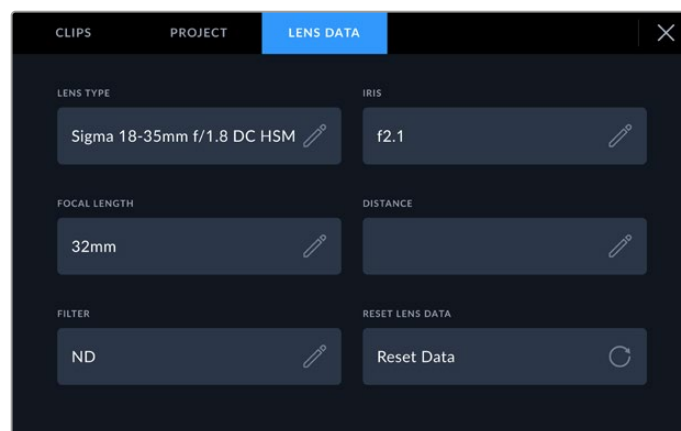 CLIPS PROJECT LENS DATA
LENS TYPE IRIS
Sigma 18-35mm f/1.8 DC HSM f2.1
FOCAL LENGTH DISTANCE
32mm
FILTER RESET LENS DATA
ND Reset Data